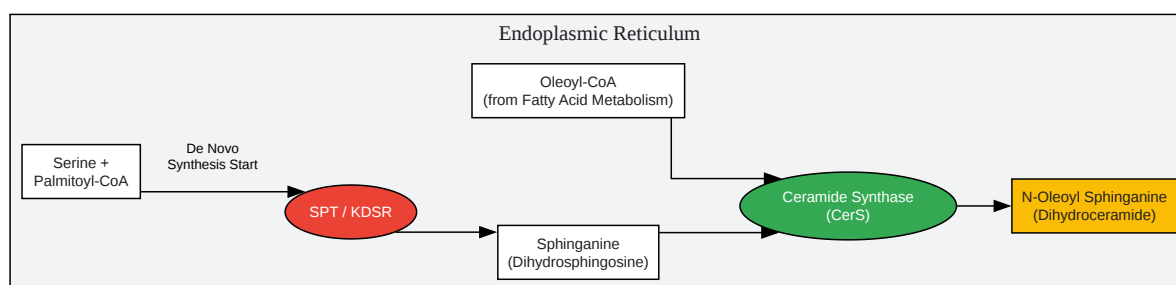 Endoplasmic Reticulum
Oleoyl-CoA
(from Fatty Acid Metabolism)
De Novo
Synthesis Start
Serine +
Palmitoyl-CoA
SPT / KDSR
Sphinganine
(Dihydrosphingosine)
Ceramide Synthase
(CerS)
N-Oleoyl Sphinganine
(Dihydroceramide)